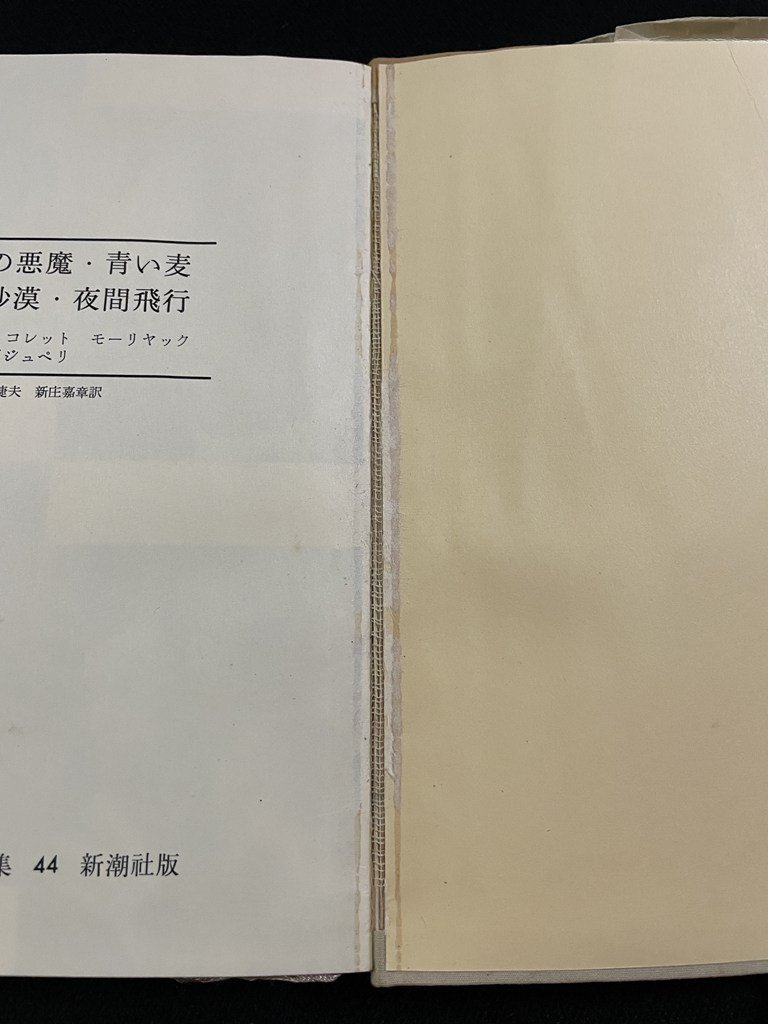 の悪魔・青い麦
砂漠・夜間飛行
コレット モーリヤック
ジュペリ
捷夫 新庄嘉章訳
集 44 新潮社版